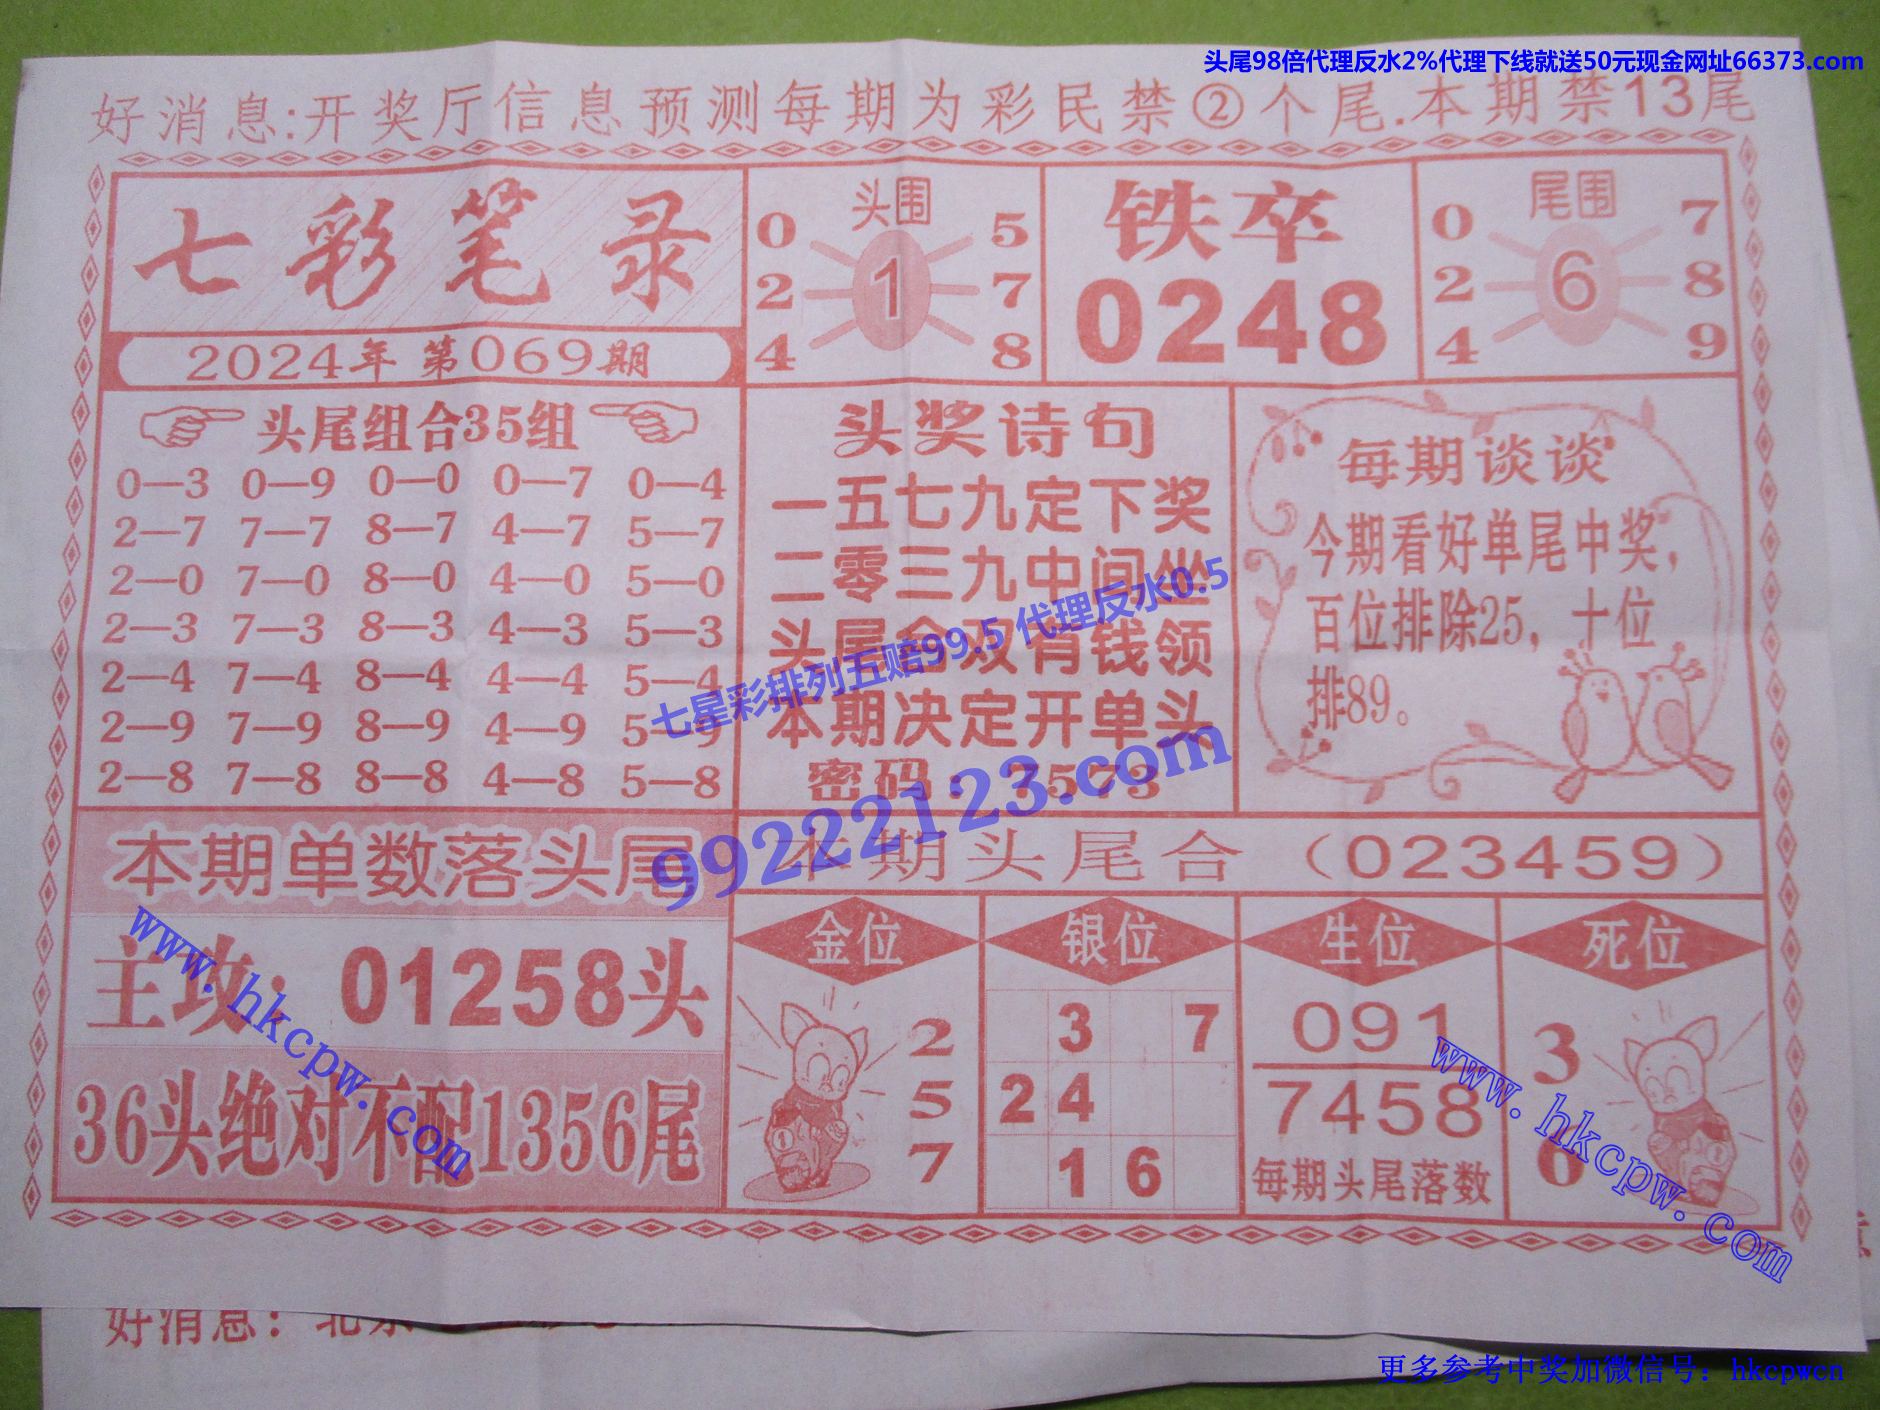 头尾98倍代理反水2%代理下线就送50元现金网址66373.com
好消息:开奖厅信息预测每期为彩民禁②个尾.本期禁13尾
七彩笔录
2024年 第069期
头围
0 5
2 1 7
4 8
铁卒
0248
尾围
0 7
2 6 8
4 9
头尾组合35组
0—3 0—9 0—0 0—7 0—4
2—7 7—7 8—7 4—7 5—7
2—0 7—0 8—0 4—0 5—0
2—3 7—3 8—3 4—3 5—3
2—4 7—4 8—4 4—4 5—4
2—9 7—9 8—9 4—9 5—9
2—8 7—8 8—8 4—8 5—8
头奖诗句
一五七九定下奖
二零三九中间坐
头尾合双有钱领
本期决定开单头
密码:7573
每期谈谈
今期看好单尾中奖,
百位排除25,十位
排89。
七星彩排列五赔99.5 代理反水0.5
99222123.com
本期单数落头尾
主攻:01258头
36头绝对不配1356尾
本期头尾合(023459)
金位
2
5
7
银位
3 7
24
1 6
生位
091
7458
每期头尾落数
死位
3
6
www.hkcpw.com
www.hkcpw.com
好消息:北京
更多参考中奖加微信号:hkcpwcn